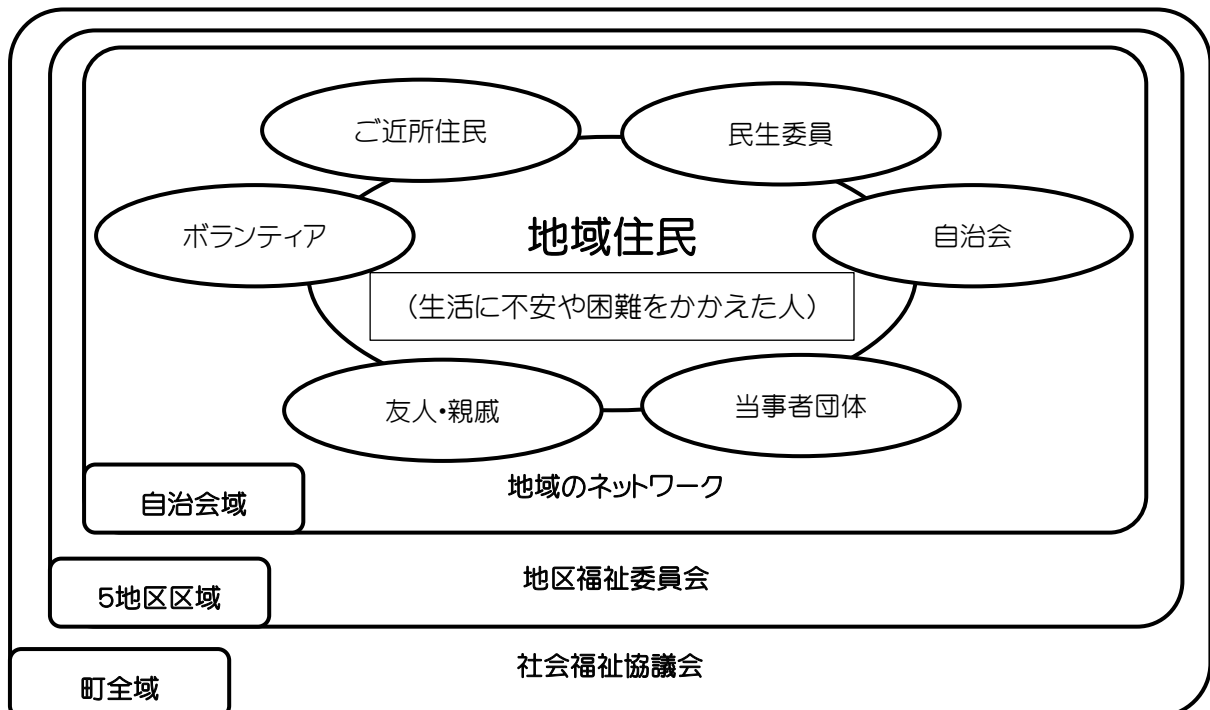 ご近所住民
民生委員
ボランティア
地域住民
自治会
（生活に不安や困難をかかえた人）
友人・親戚
当事者団体
地域のネットワーク
自治会域
地区福祉委員会
5地区区域
社会福祉協議会
町全域